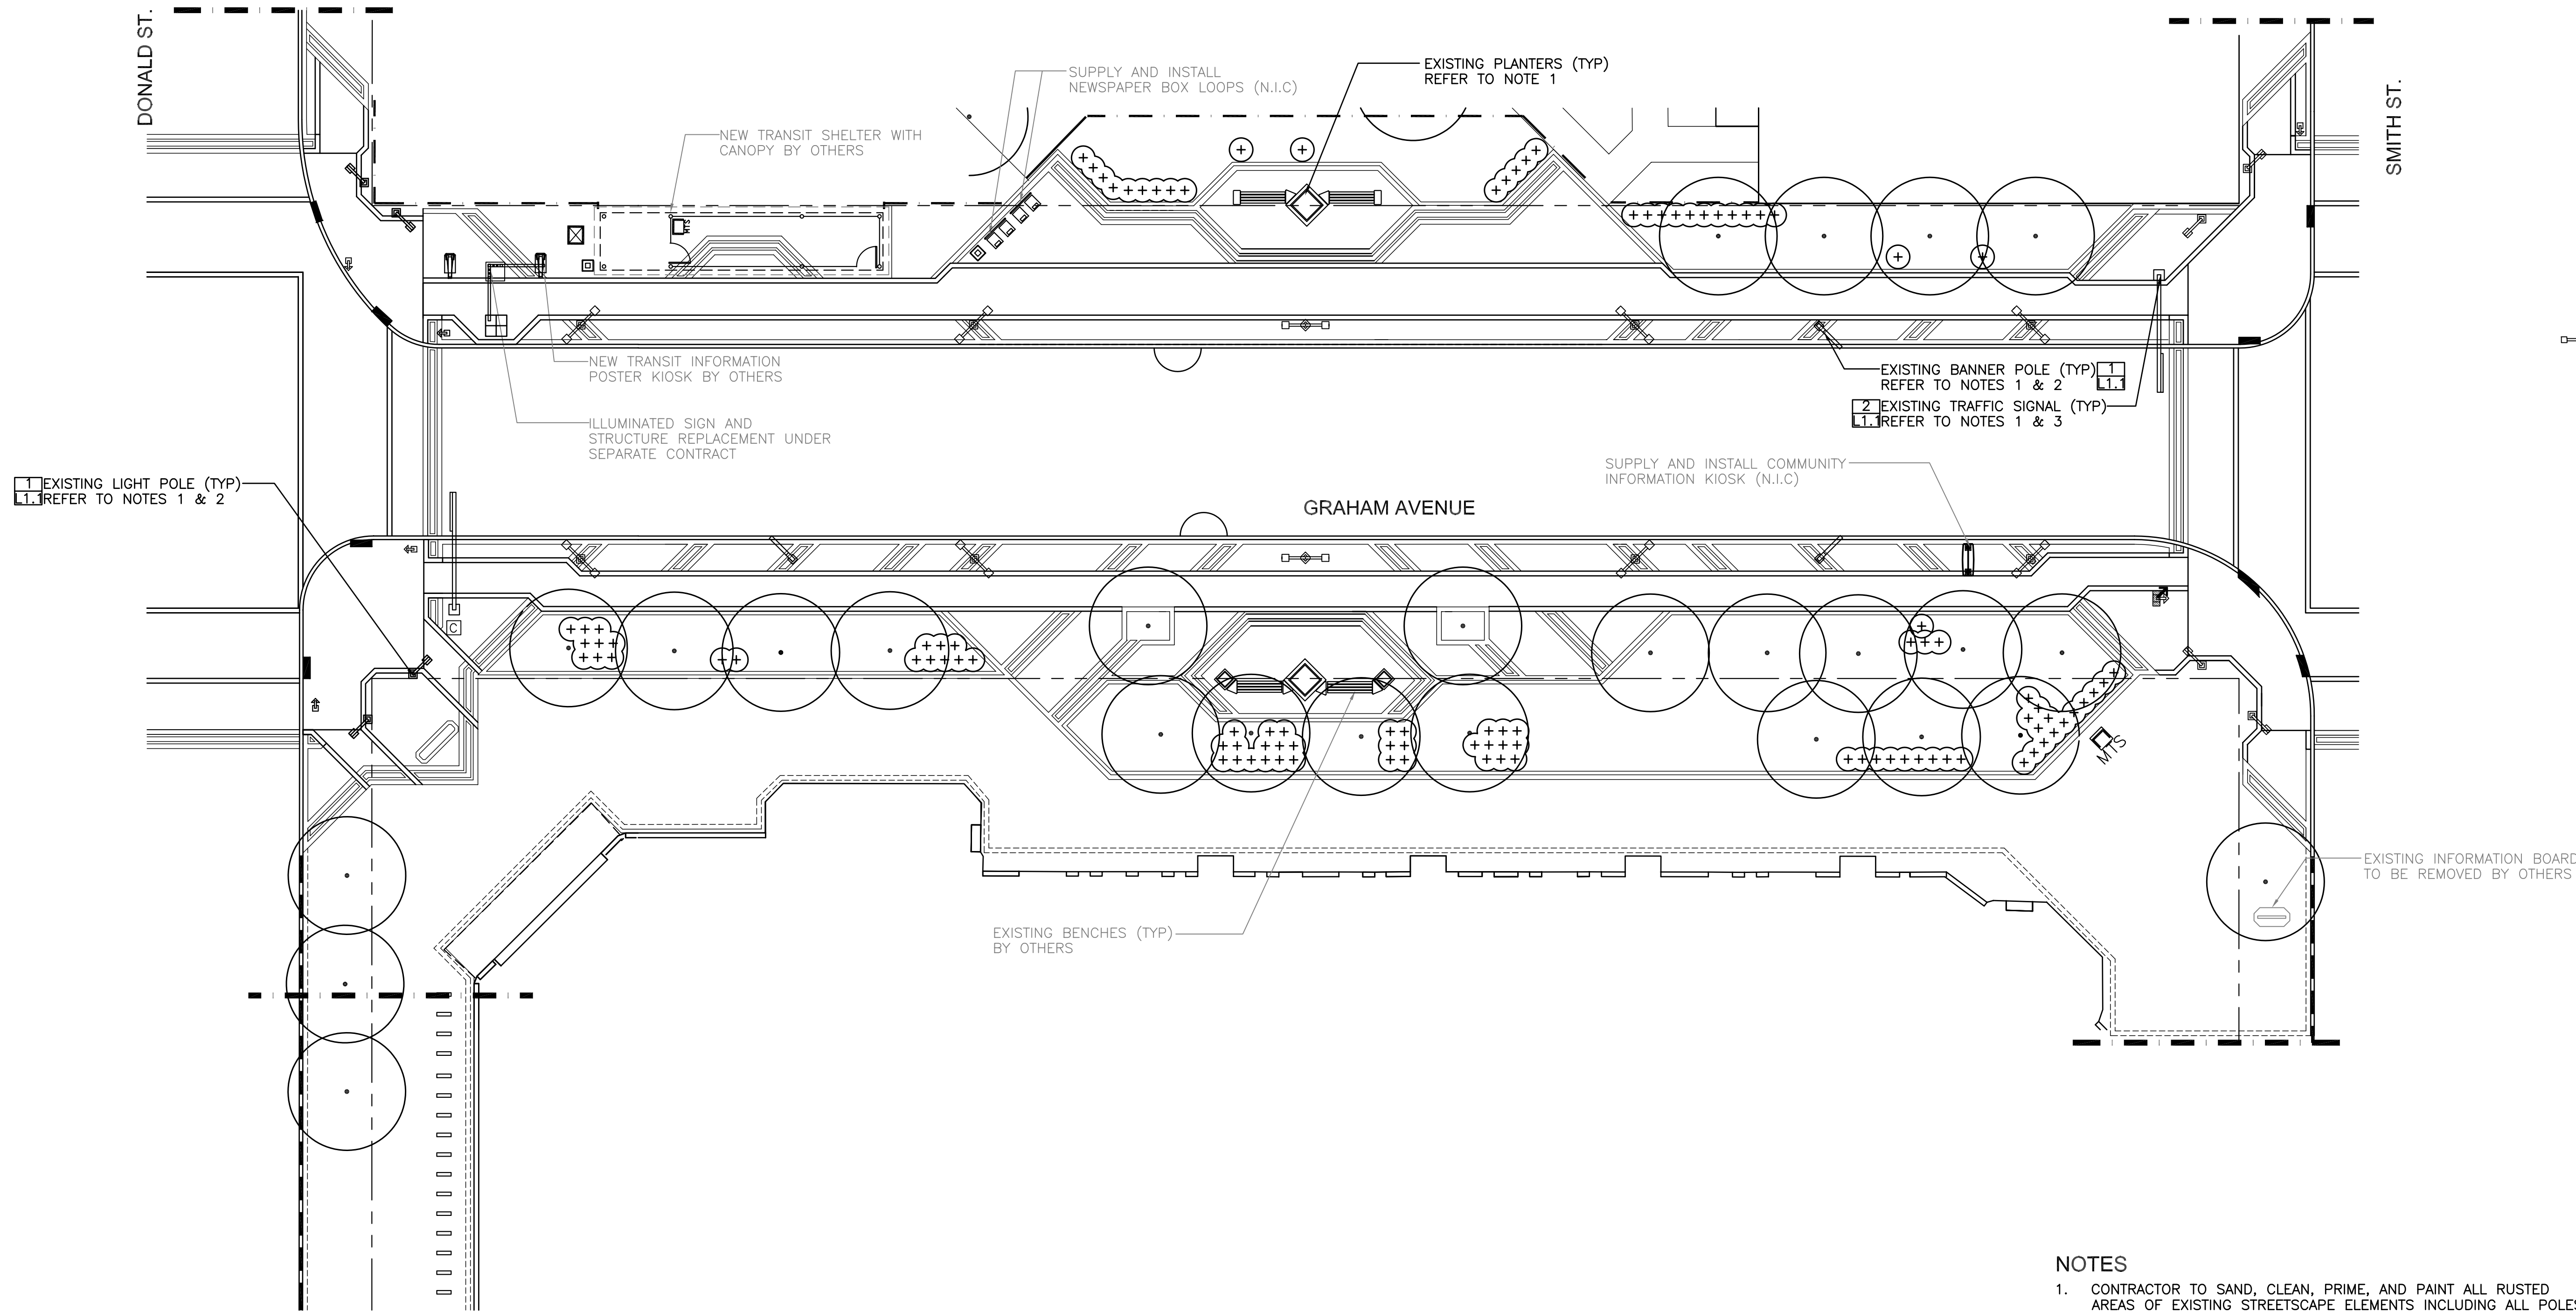 DONALD ST.
SMITH ST.
SUPPLY AND INSTALL
NEWSPAPER BOX LOOPS (N.I.C)
EXISTING PLANTERS (TYP)
REFER TO NOTE 1
NEW TRANSIT SHELTER WITH
CANOPY BY OTHERS
MTS
NEW TRANSIT INFORMATION
POSTER KIOSK BY OTHERS
EXISTING BANNER POLE (TYP) 1
REFER TO NOTES 1 & 2 L1.1
2 EXISTING TRAFFIC SIGNAL (TYP)
L1.1 REFER TO NOTES 1 & 3
ILLUMINATED SIGN AND
STRUCTURE REPLACEMENT UNDER
SEPARATE CONTRACT
SUPPLY AND INSTALL COMMUNITY
INFORMATION KIOSK (N.I.C)
1 EXISTING LIGHT POLE (TYP)
L1.1 REFER TO NOTES 1 & 2
GRAHAM AVENUE
C
MTS
EXISTING INFORMATION BOARD
TO BE REMOVED BY OTHERS
EXISTING BENCHES (TYP)
BY OTHERS
NOTES
1. CONTRACTOR TO SAND, CLEAN, PRIME, AND PAINT ALL RUSTED
AREAS OF EXISTING STREETSCAPE ELEMENTS INCLUDING ALL POLES